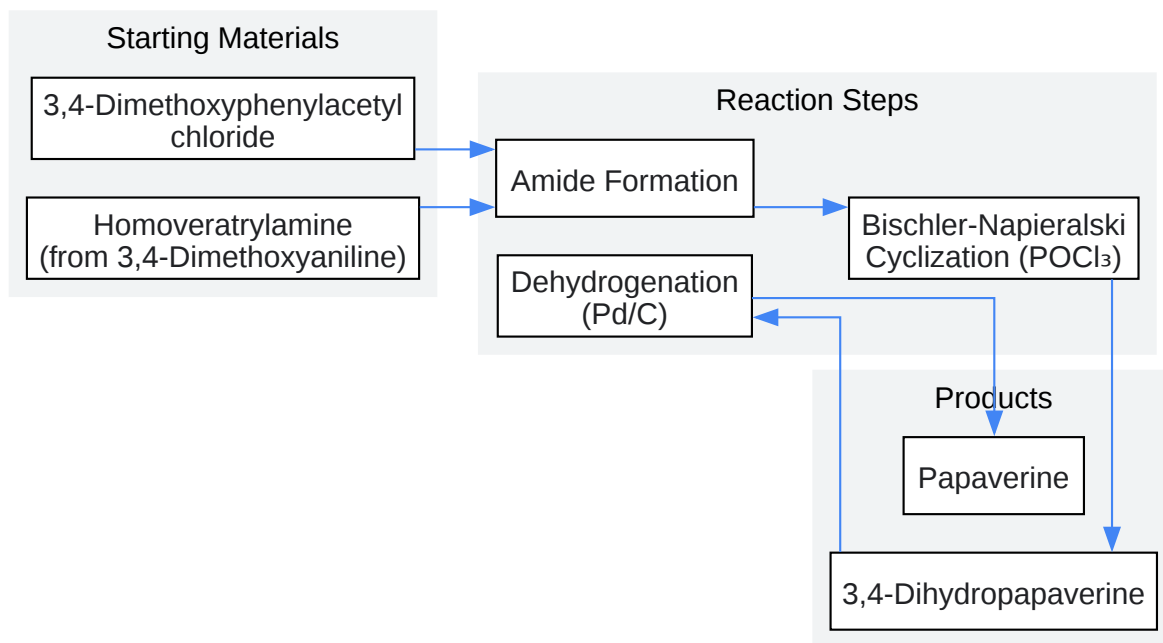 Starting Materials
3,4-Dimethoxyphenylacetyl
chloride
Homoveratrylamine
(from 3,4-Dimethoxyaniline)
Reaction Steps
Amide Formation
Bischler-Napieralski
Cyclization (POCl₃)
Dehydrogenation
(Pd/C)
Products
Papaverine
3,4-Dihydropapaverine